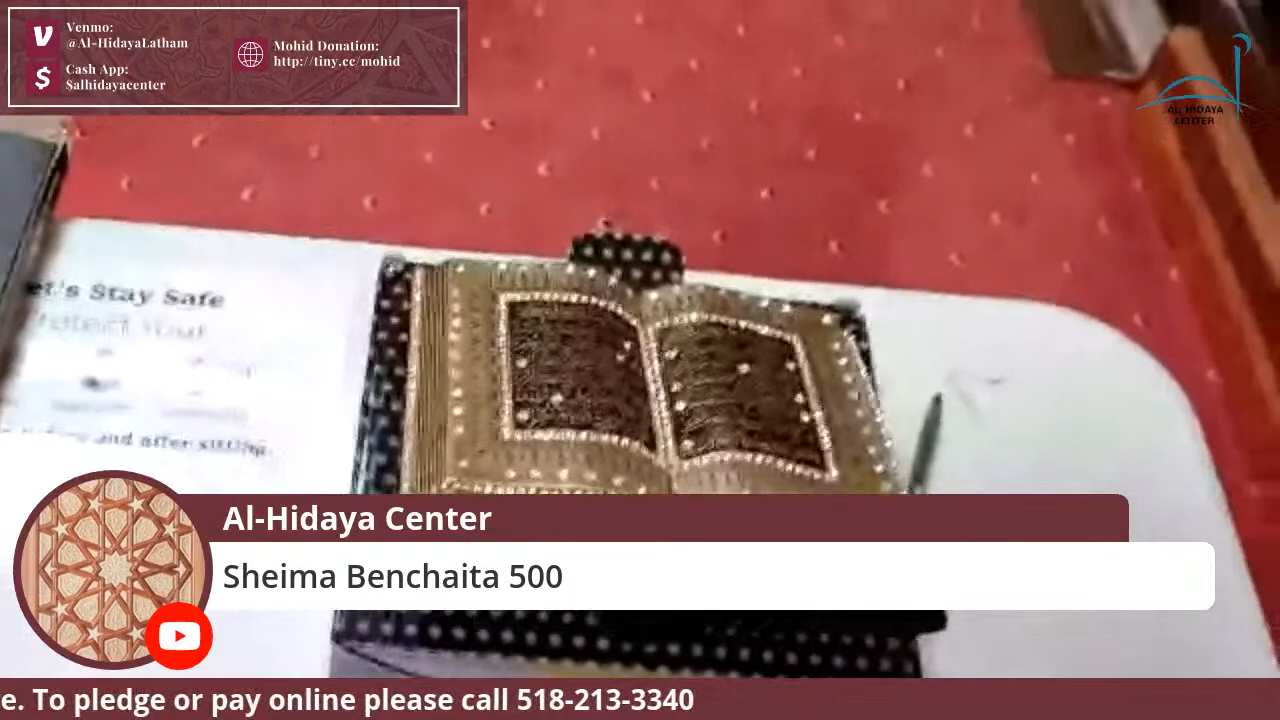 Venmo:
@Al-HidayaLatham
Cash App:
$alhidayacenter
Mohid Donation:
http://tiny.cc/mohid
AL HIDAYA
CENTER
Let's Stay Safe
and after sitting.
Al-Hidaya Center
Sheima Benchaita 500
e. To pledge or pay online please call 518-213-3340